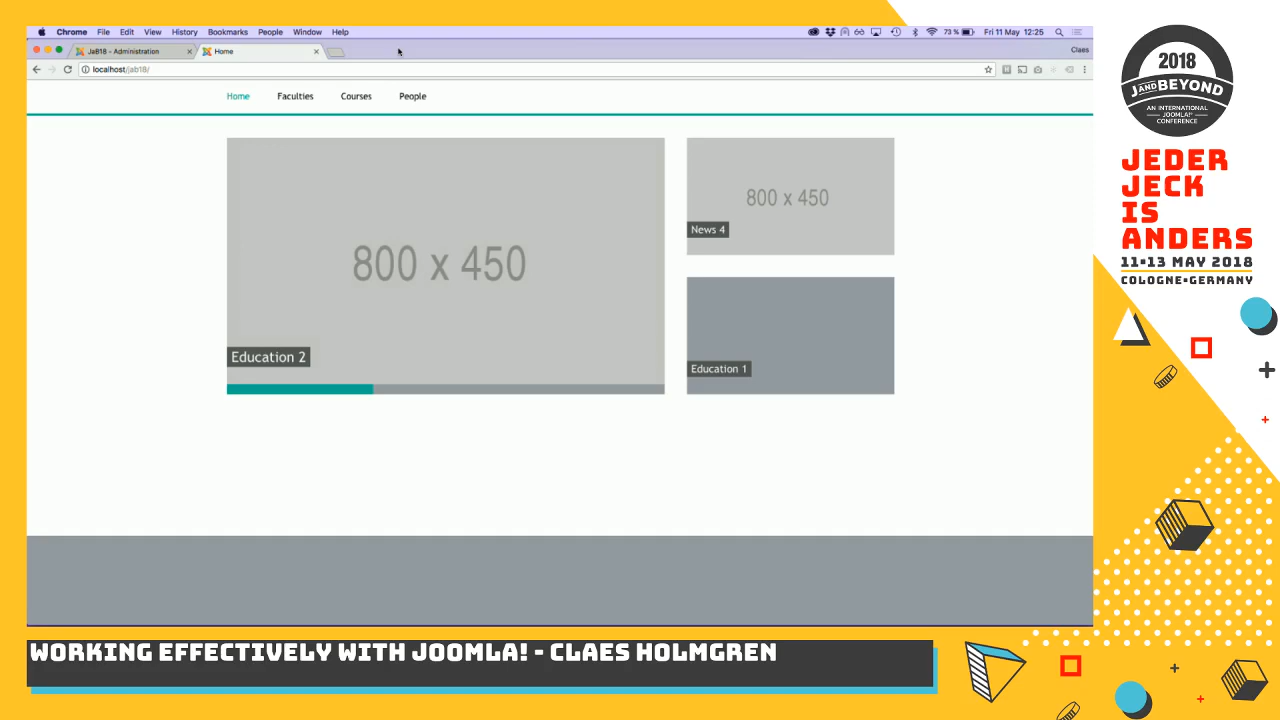 Chrome File Edit View History Bookmarks People Window Help
73 % Fri 11 May 12:25
JaB18 - Administration
Home
Claes
localhost/jab18/
Home Faculties Courses People
800 x 450
Education 2
800 x 450
News 4
Education 1
2018
J AND BEYOND
AN INTERNATIONAL
JOOMLA!®
CONFERENCE
JEDER
JECK
IS
ANDERS
11-13 MAY 2018
COLOGNE•GERMANY
WORKING EFFECTIVELY WITH JOOMLA! - CLAES HOLMGREN